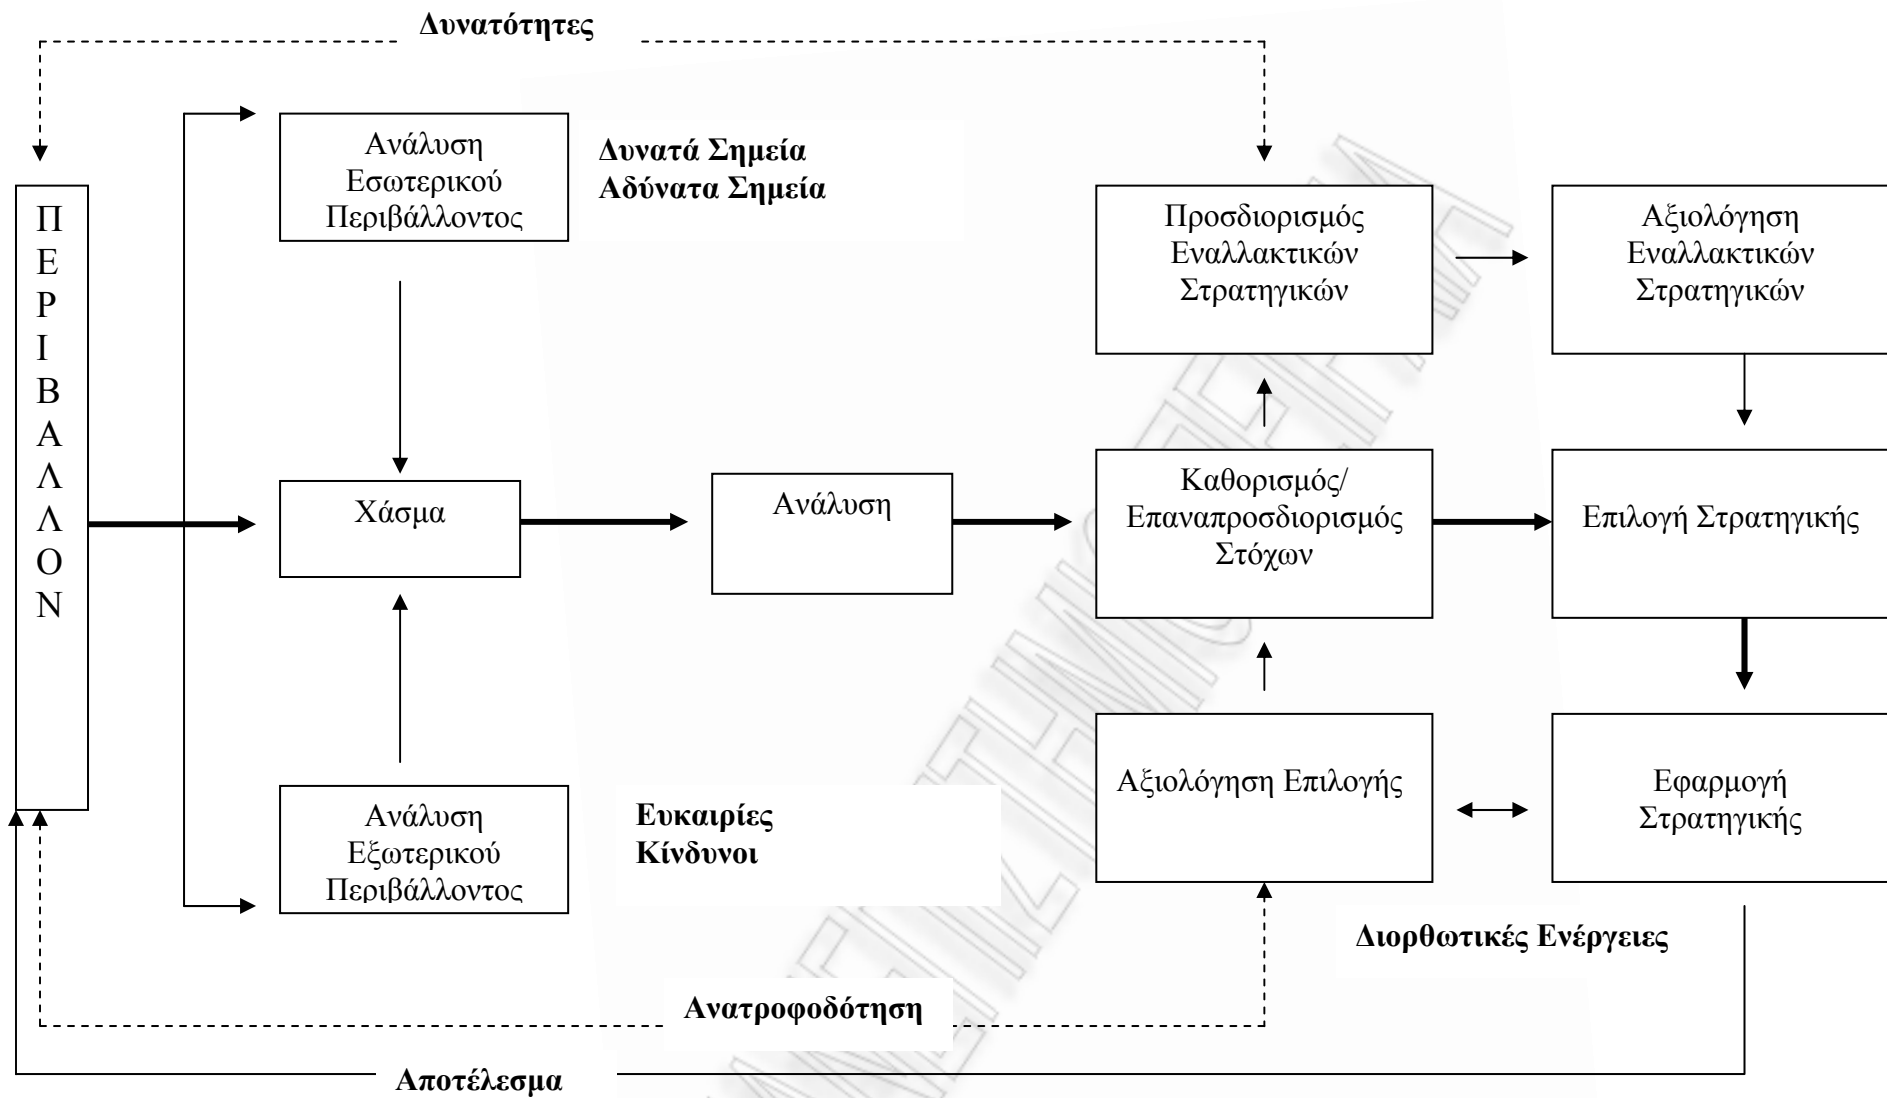 Δυνατότητες
Ανάλυση
Εσωτερικού
Περιβάλλοντος
Δυνατά Σημεία
Αδύνατα Σημεία
ΠΕΡΙΒΑΛΛΟΝ
Προσδιορισμός
Εναλλακτικών
Στρατηγικών
Αξιολόγηση
Εναλλακτικών
Στρατηγικών
Χάσμα
Ανάλυση
Καθορισμός/
Επαναπροσδιορισμός
Στόχων
Επιλογή Στρατηγικής
Ανάλυση
Εξωτερικού
Περιβάλλοντος
Ευκαιρίες
Κίνδυνοι
Αξιολόγηση Επιλογής
Εφαρμογή
Στρατηγικής
Διορθωτικές Ενέργειες
Ανατροφοδότηση
Αποτέλεσμα